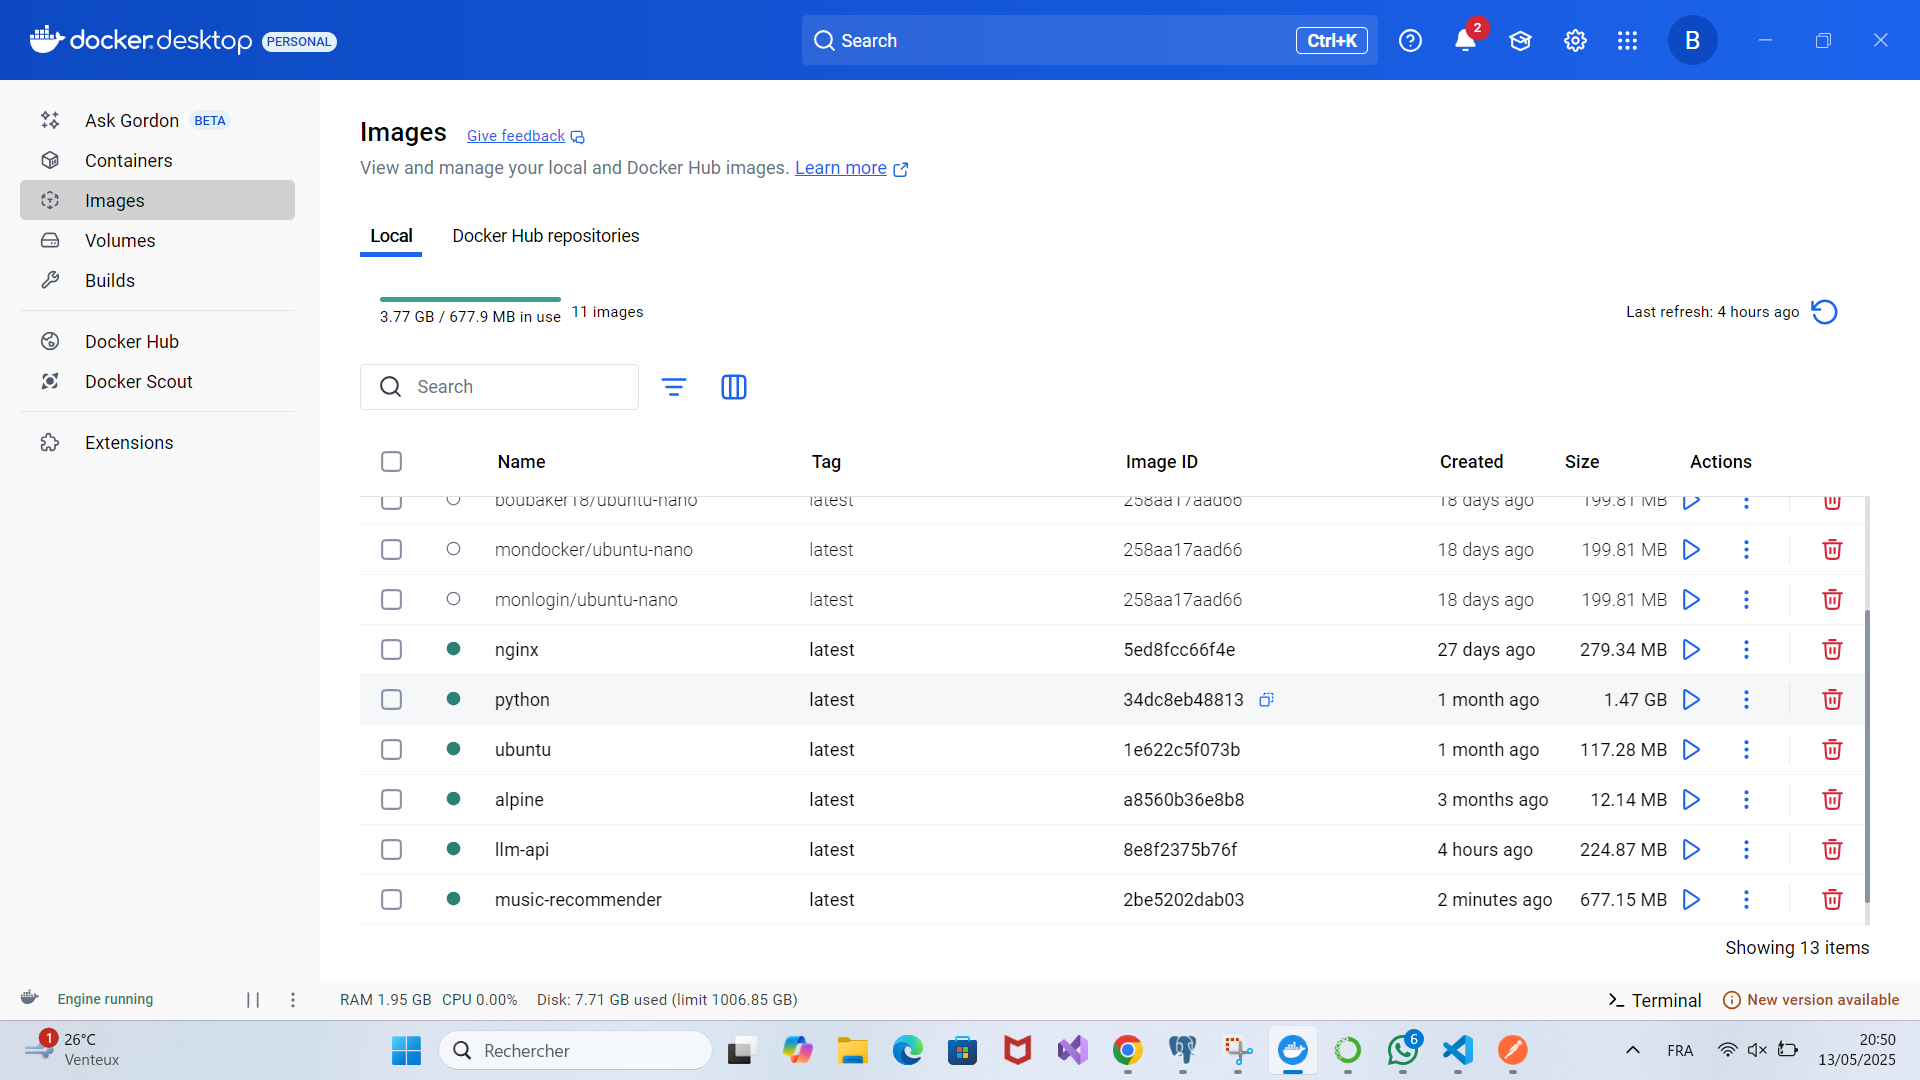 docker.desktop PERSONAL
Search Ctrl+K
2
B
Ask Gordon BETA
Containers
Images
Volumes
Builds
Docker Hub
Docker Scout
Extensions
Images Give feedback
View and manage your local and Docker Hub images. Learn more
Local Docker Hub repositories
3.77 GB / 677.9 MB in use 11 images
Last refresh: 4 hours ago
Search
Name Tag Image ID Created Size Actions
boubaker18/ubuntu-nano latest 258aa17aad66 18 days ago 199.81 MB
mondocker/ubuntu-nano latest 258aa17aad66 18 days ago 199.81 MB
monlogin/ubuntu-nano latest 258aa17aad66 18 days ago 199.81 MB
nginx latest 5ed8fcc66f4e 27 days ago 279.34 MB
python latest 34dc8eb48813 1 month ago 1.47 GB
ubuntu latest 1e622c5f073b 1 month ago 117.28 MB
alpine latest a8560b36e8b8 3 months ago 12.14 MB
llm-api latest 8e8f2375b76f 4 hours ago 224.87 MB
music-recommender latest 2be5202dab03 2 minutes ago 677.15 MB
Showing 13 items
Engine running
RAM 1.95 GB CPU 0.00% Disk: 7.71 GB used (limit 1006.85 GB)
Terminal
New version available
1
26°C
Venteux
Rechercher
6
FRA
20:50
13/05/2025